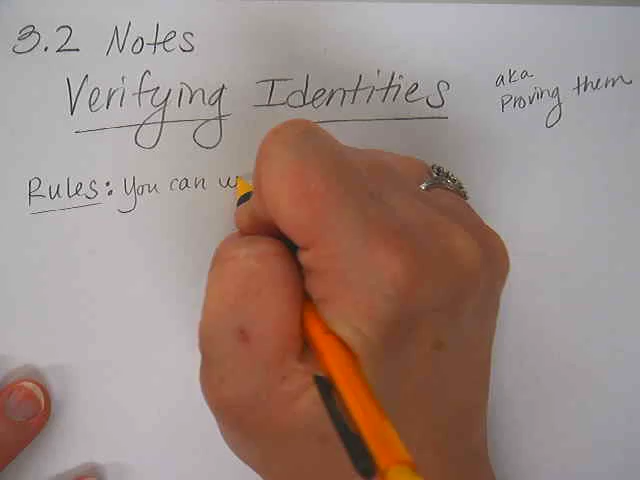 3.2 Notes
Verifying Identities
aka
Proving them
Rules: You can